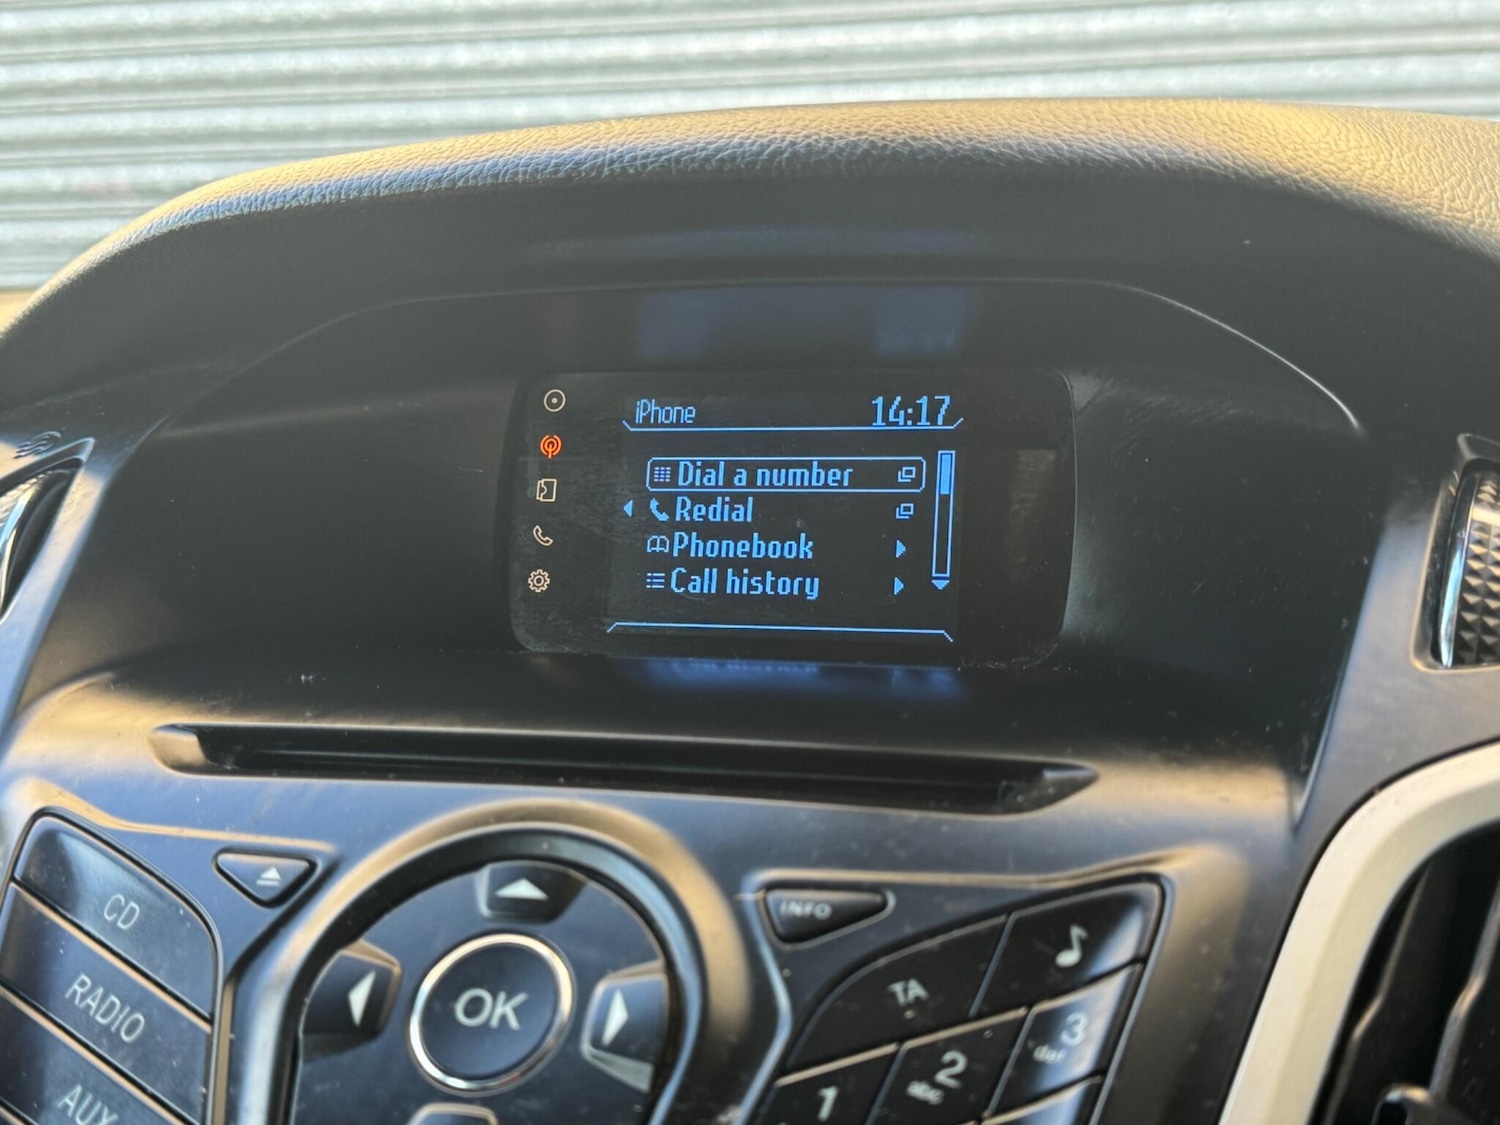 iPhone 14:17
Dial a number
Redial
Phonebook
Call history
CD
RADIO
AUX
OK
INFO
TA
1
2 abc
3 def